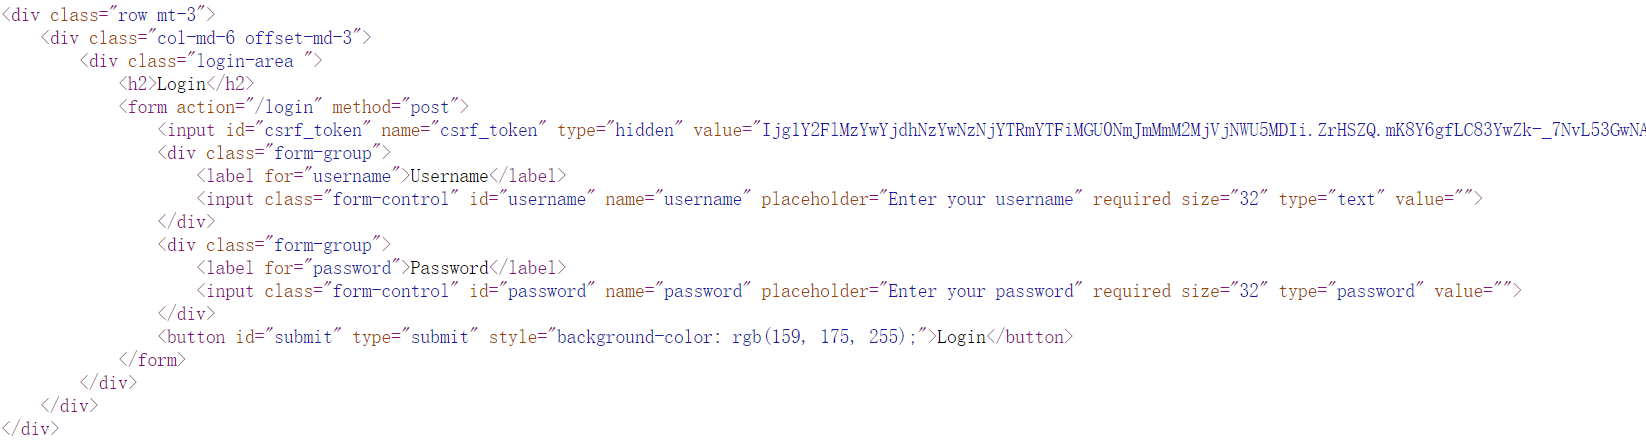 <div class="row mt-3">
<div class="col-md-6 offset-md-3">
<div class="login-area ">
<h2>Login</h2>
<form action="/login" method="post">
<input id="csrf_token" name="csrf_token" type="hidden" value="Ijg1Y2FlMzYwYjdhNzYwNzNjYTRmYTFiMGU0NmJmMmM2MjVjNWU5MDIi.ZrHSZQ.mK8Y6gfLC83YwZk-_7NvL53GwNA
<div class="form-group">
<label for="username">Username</label>
<input class="form-control" id="username" name="username" placeholder="Enter your username" required size="32" type="text" value="">
</div>
<div class="form-group">
<label for="password">Password</label>
<input class="form-control" id="password" name="password" placeholder="Enter your password" required size="32" type="password" value="">
</div>
<button id="submit" type="submit" style="background-color: rgb(159, 175, 255);">Login</button>
</form>
</div>
</div>
</div>